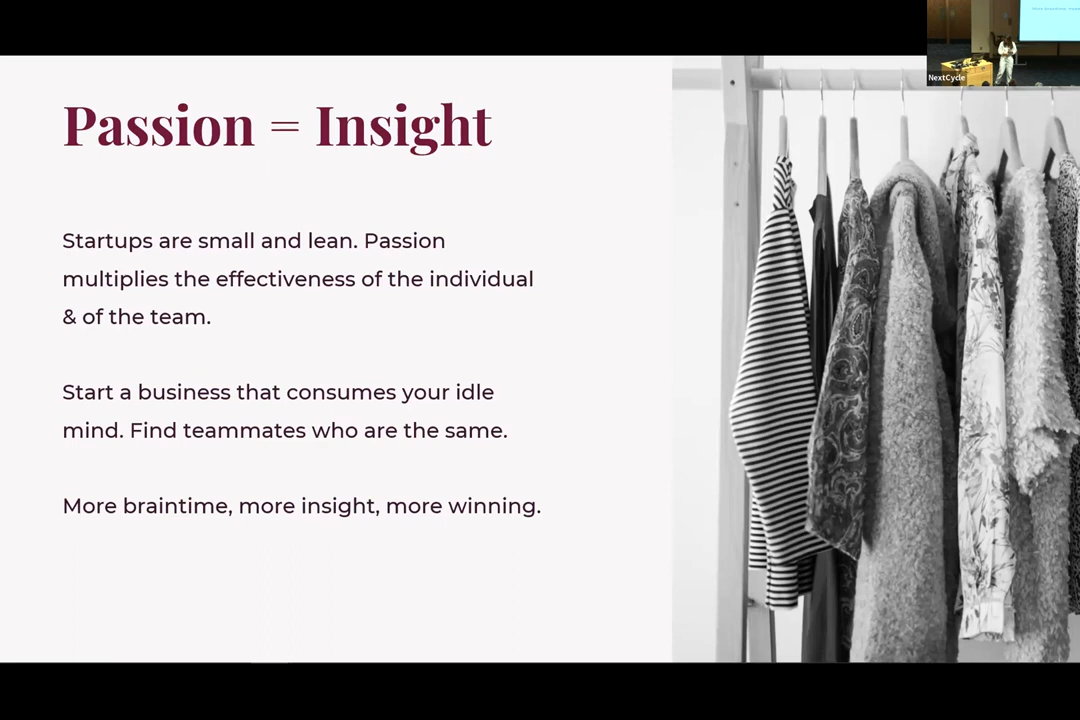 Passion = Insight
Startups are small and lean. Passion
multiplies the effectiveness of the individual
& of the team.
Start a business that consumes your idle
mind. Find teammates who are the same.
More braintime, more insight, more winning.
NextCycle